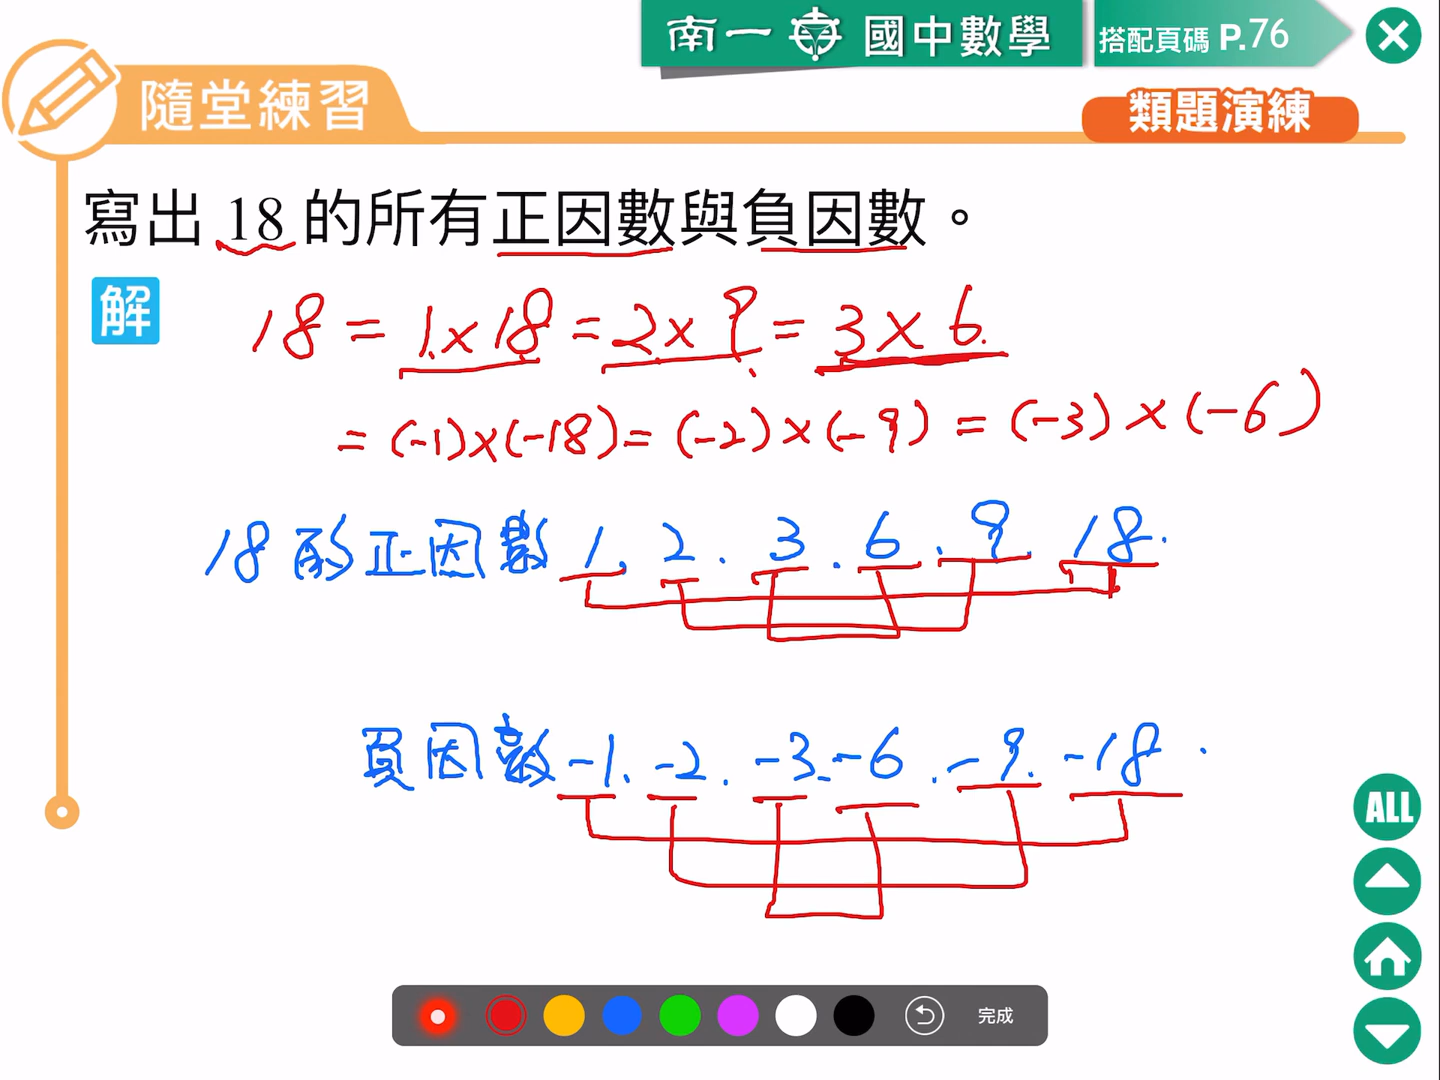 南一 國中數學 搭配頁碼 P.76
隨堂練習
類題演練
寫出 18 的所有正因數與負因數。
解
18 = 1×18 = 2×9 = 3×6.
= (-1)×(-18) = (-2)×(-9) = (-3)×(-6)
18的正因數 1、2、3、6、9、18.
負因數 -1、-2、-3、-6、-9、-18.
ALL
完成